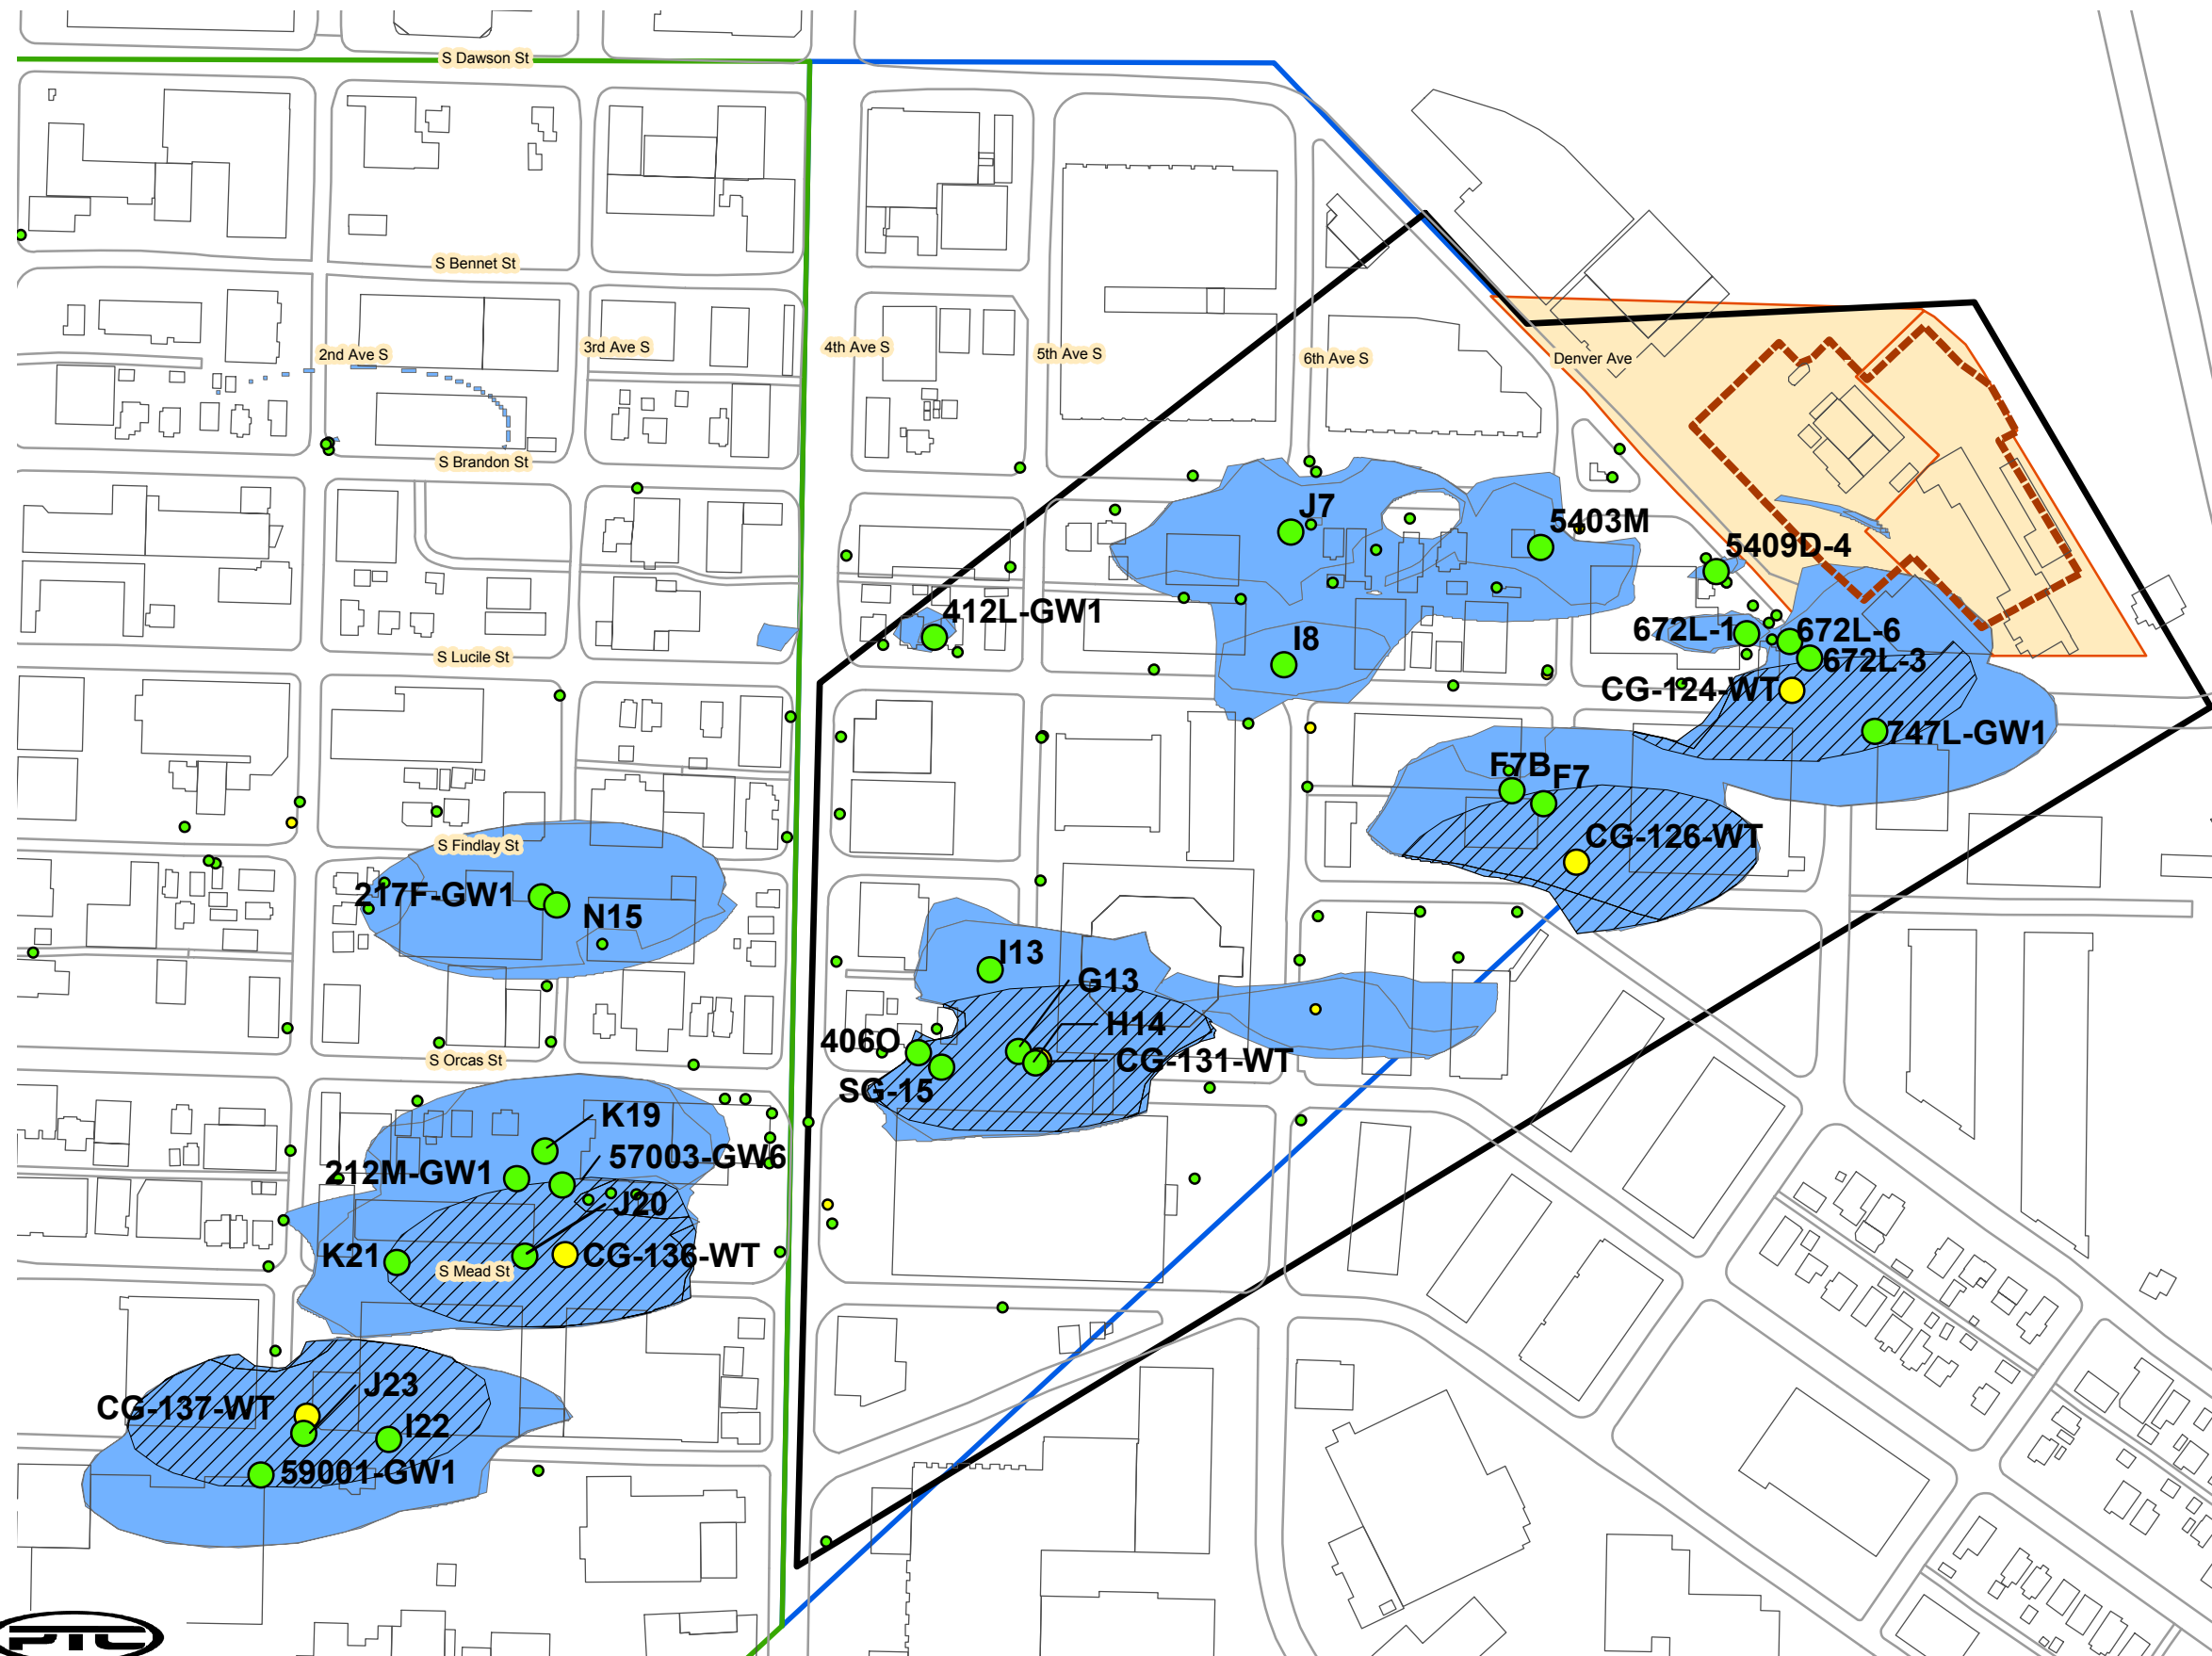 S Dawson St
S Bennet St
2nd Ave S
3rd Ave S
4th Ave S
5th Ave S
6th Ave S
Denver Ave
S Brandon St
J7
5403M
5409D-4
412L-GW1
I8
672L-1
672L-6
672L-3
S Lucile St
CG-124-WT
747L-GW1
F7B
F7
CG-126-WT
S Findlay St
217F-GW1
N15
I13
G13
H14
406O
CG-131-WT
S Orcas St
SG-15
K19
57003-GW6
212M-GW1
J20
K21
CG-136-WT
S Mead St
J23
CG-137-WT
I22
59001-GW1
PTC